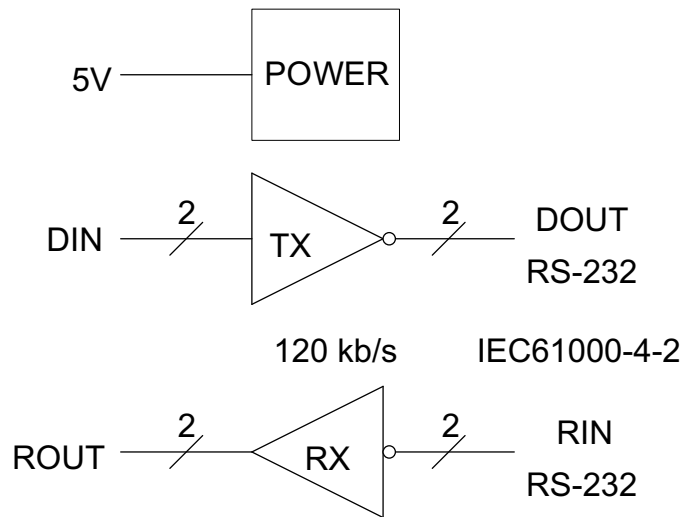 5V
POWER
2
2
DIN
TX
DOUT
RS-232
120 kb/s
IEC61000-4-2
2
2
ROUT
RX
RIN
RS-232